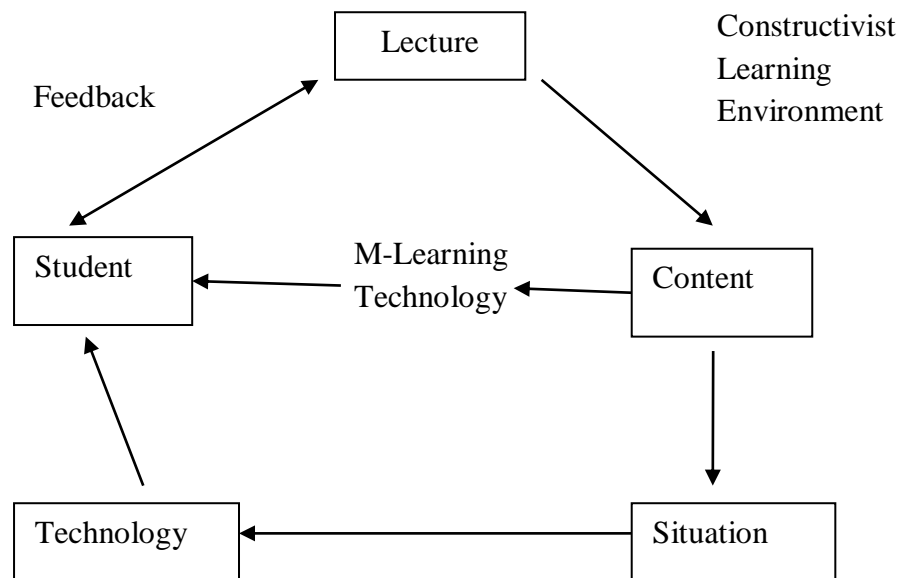 Lecture
Constructivist
Learning
Environment
Feedback
Student
M-Learning
Technology
Content
Technology
Situation